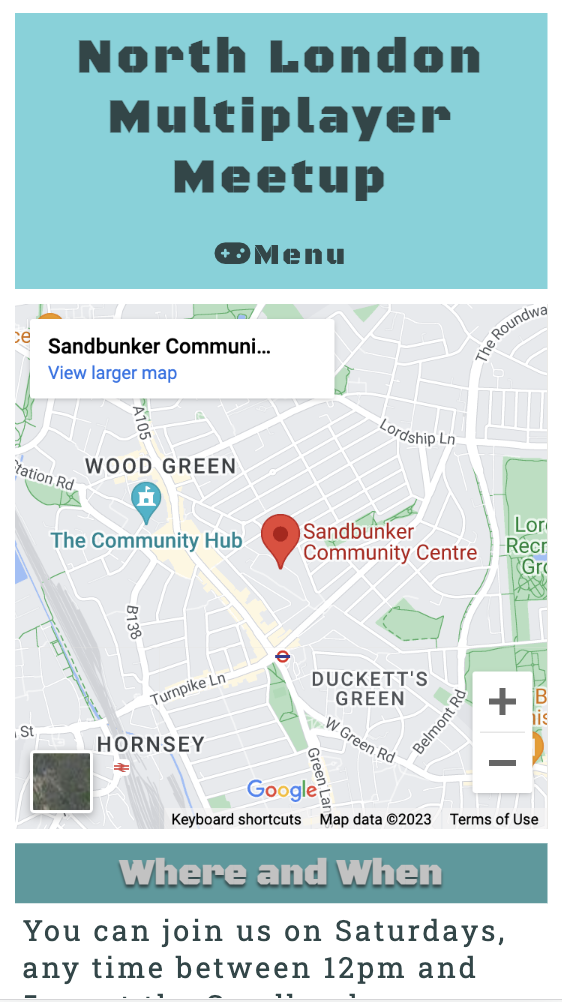 North London
Multiplayer
Meetup
Menu
Sandbunker Communi...
View larger map
The Roundwa
A105
Lordship Ln
WOOD GREEN
tation Rd
The Community Hub
Sandbunker
Community Centre
Lor
Recr
Gro
B138
Turnpike Ln
DUCKETT'S
GREEN
W Green Rd
Belmont Rd
St
HORNSEY
Green Lan
Google
Keyboard shortcuts
Map data ©2023
Terms of Use
Where and When
You can join us on Saturdays,
any time between 12pm and